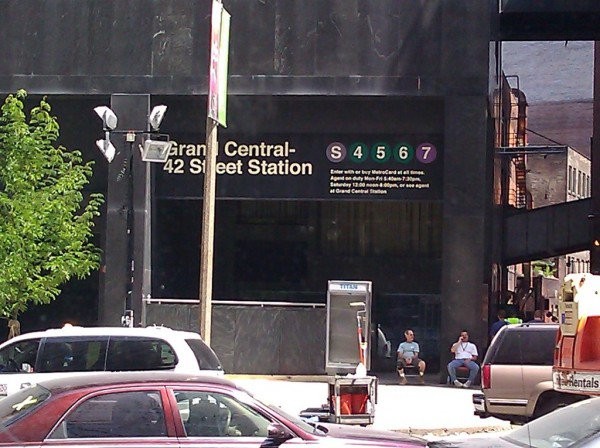 Grand Central-
42 Street Station
S 4 5 6 7
Enter with or buy MetroCard at all times.
Agent on duty Mon-Fri 5:40am-7:30pm,
Saturday 12:00 noon-8:00pm, or see agent
at Grand Central Station
TITAN
Rentals